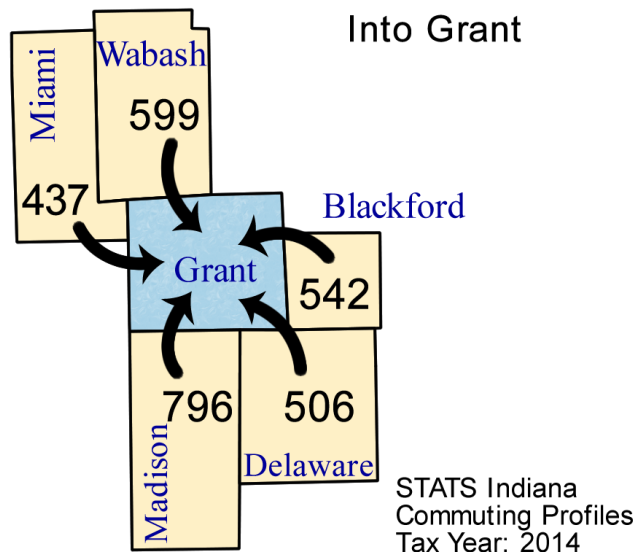 Into Grant
Miami
Wabash
599
437
Blackford
Grant
542
796
506
Madison
Delaware
STATS Indiana
Commuting Profiles
Tax Year: 2014